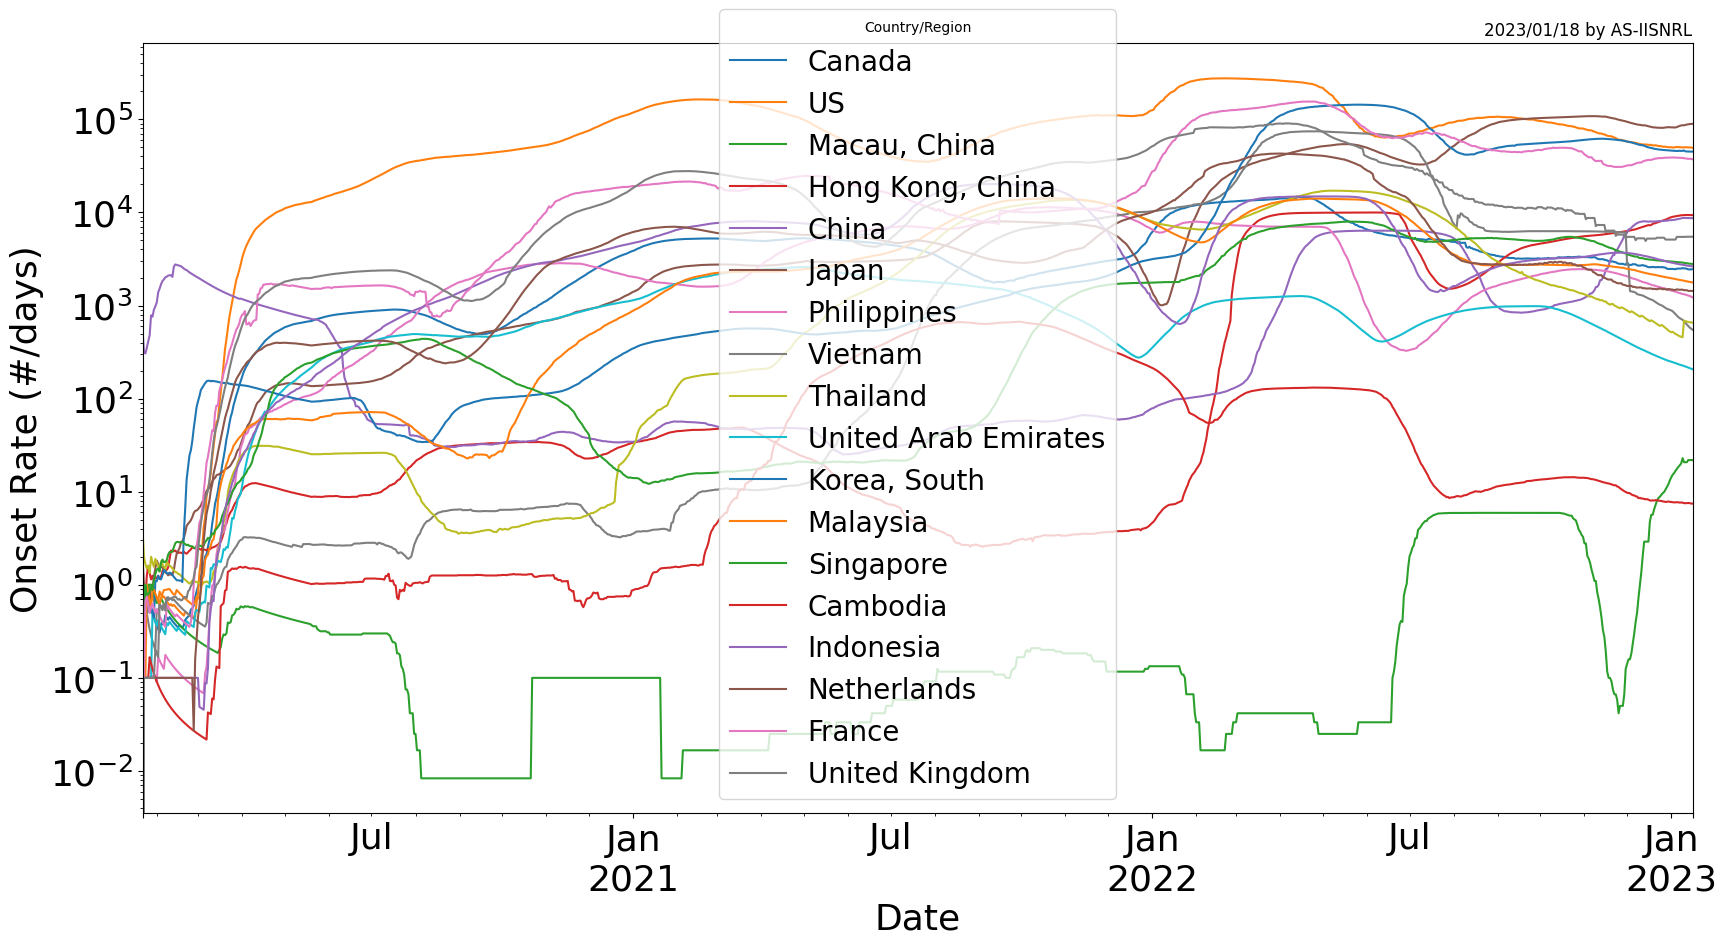 Country/Region
2023/01/18 by AS-IISNRL
Canada
US
Macau, China
Hong Kong, China
China
Japan
Philippines
Vietnam
Thailand
United Arab Emirates
Korea, South
Malaysia
Singapore
Cambodia
Indonesia
Netherlands
France
United Kingdom
Onset Rate (#/days)
10^5
10^4
10^3
10^2
10^1
10^0
10^-1
10^-2
Jul
Jan
2021
Jul
Jan
2022
Jul
Jan
2023
Date